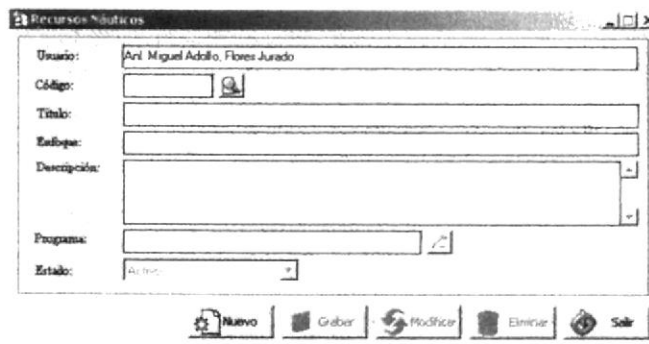 Recursos Náuticos
Usuario: Anl. Miguel Adolfo, Flores Jurado
Código:
Título:
Enfoque:
Descripción:
Programa:
Estado: Activo
Nuevo Grabar Modificar Eliminar Salir